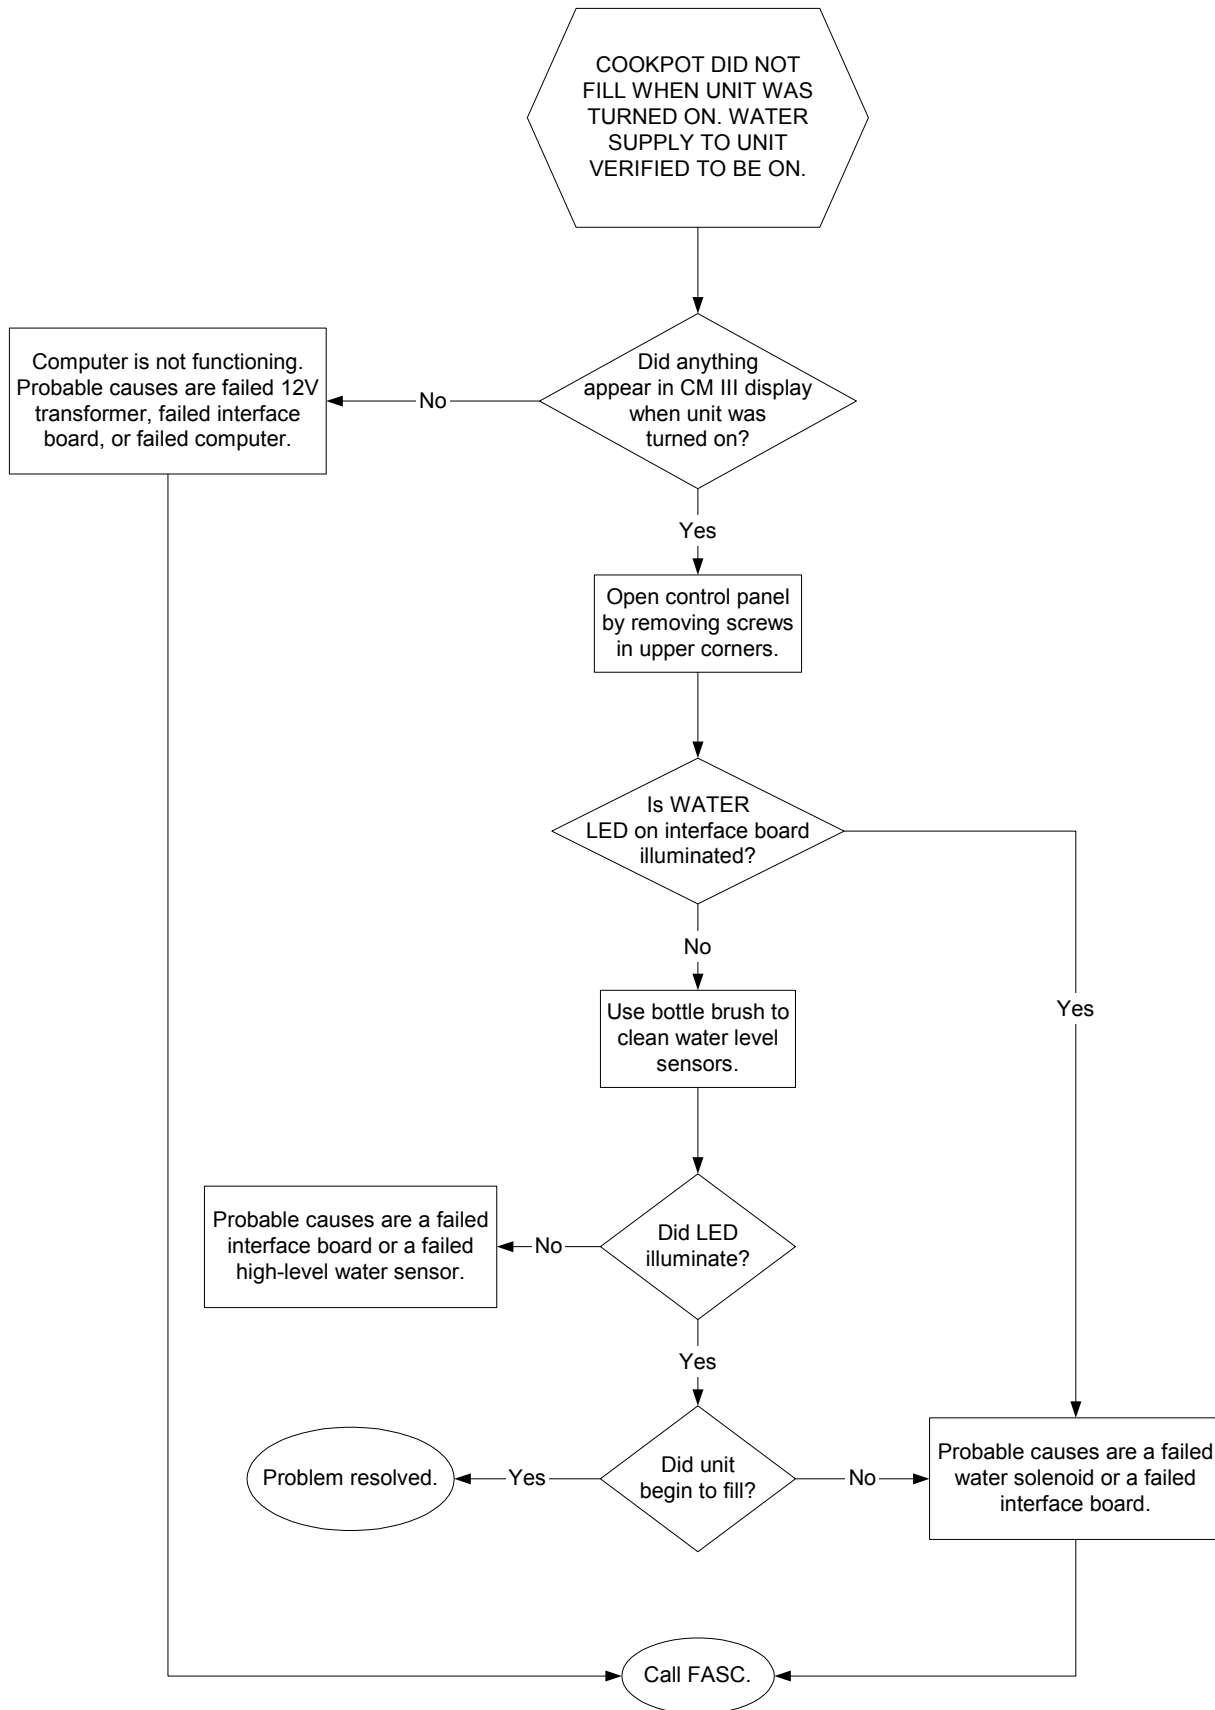 COOKPOT DID NOT
FILL WHEN UNIT WAS
TURNED ON. WATER
SUPPLY TO UNIT
VERIFIED TO BE ON.
Did anything
appear in CM III display
when unit was
turned on?
No
Computer is not functioning.
Probable causes are failed 12V
transformer, failed interface
board, or failed computer.
Yes
Open control panel
by removing screws
in upper corners.
Is WATER
LED on interface board
illuminated?
No
Yes
Use bottle brush to
clean water level
sensors.
Did LED
illuminate?
No
Probable causes are a failed
interface board or a failed
high-level water sensor.
Yes
Did unit
begin to fill?
Yes
Problem resolved.
No
Probable causes are a failed
water solenoid or a failed
interface board.
Call FASC.